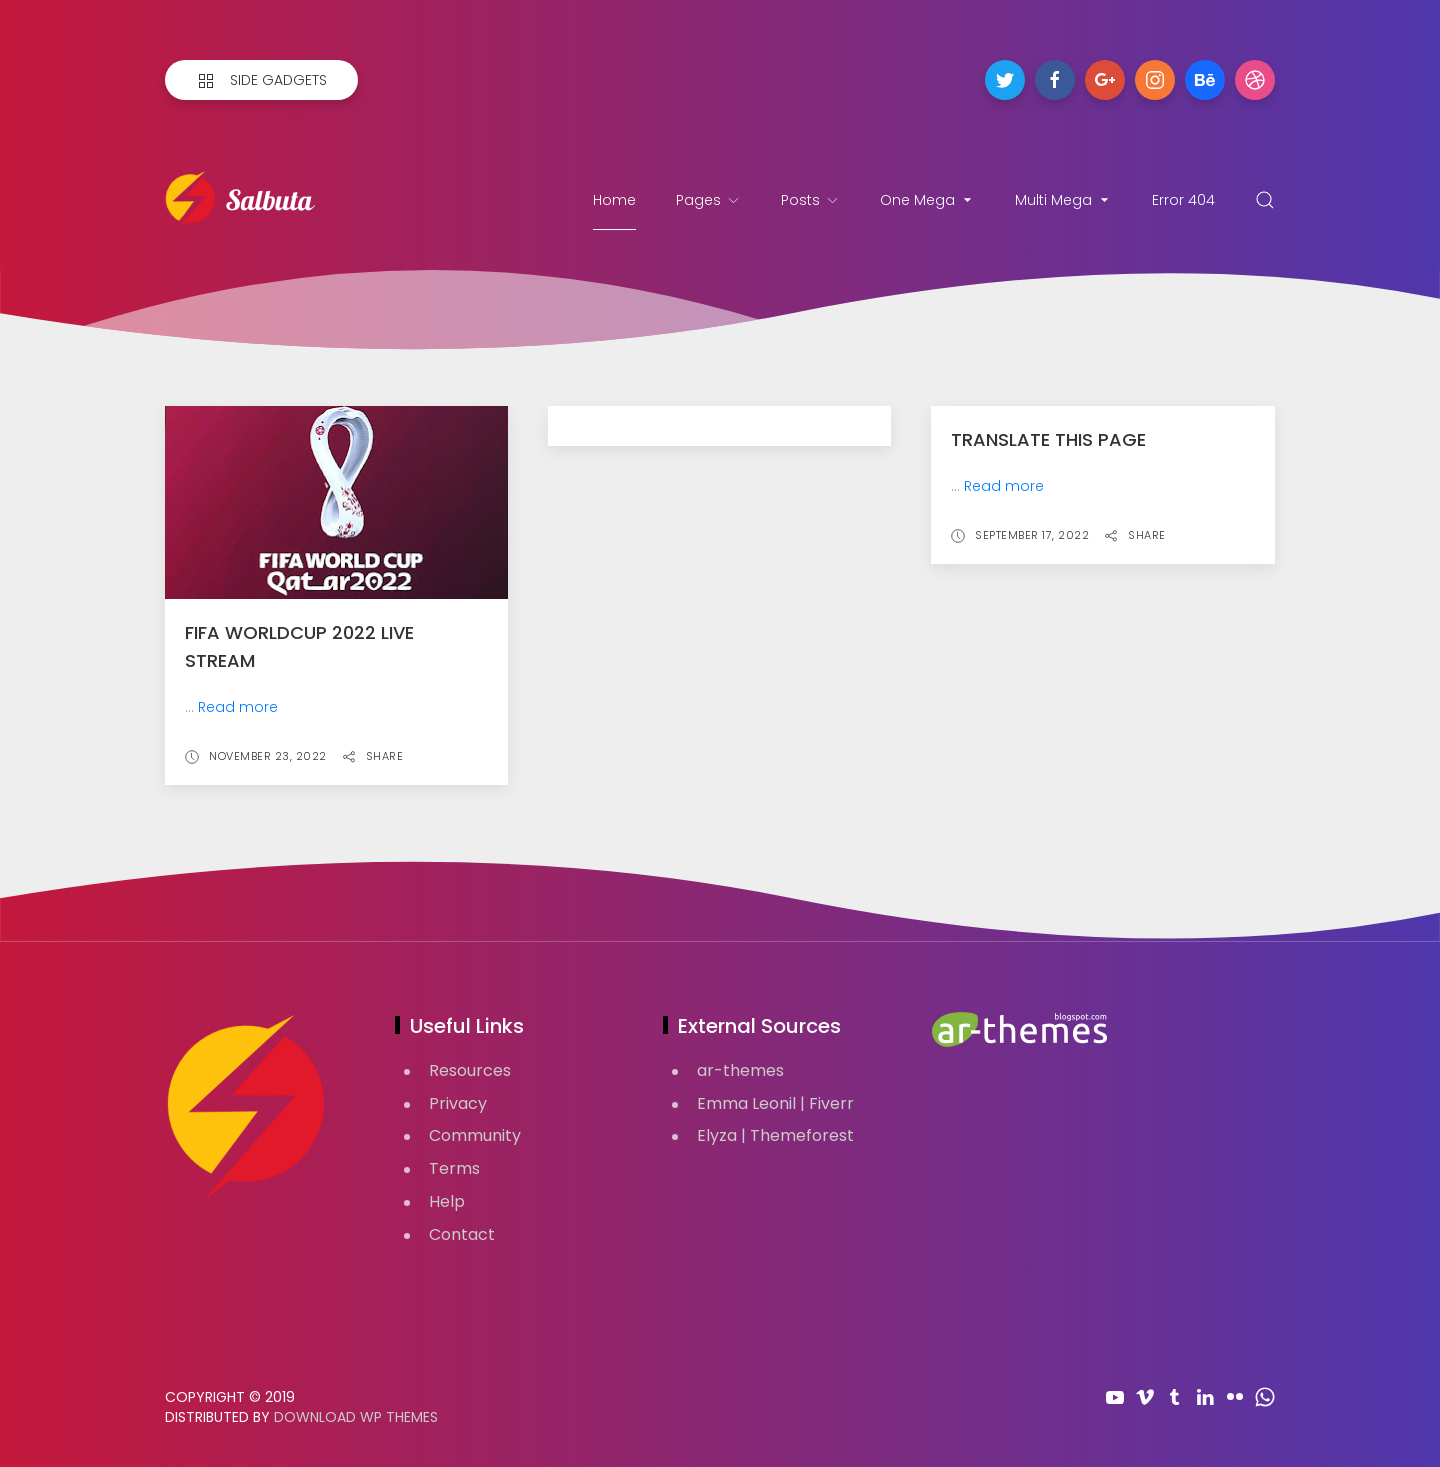 SIDE GADGETS
Salbuta
Home
Pages
Posts
One Mega
Multi Mega
Error 404
FIFA WORLD CUP
Qatar2022
FIFA WORLDCUP 2022 LIVE
STREAM
... Read more
NOVEMBER 23, 2022
SHARE
TRANSLATE THIS PAGE
... Read more
SEPTEMBER 17, 2022
SHARE
Useful Links
Resources
Privacy
Community
Terms
Help
Contact
External Sources
ar-themes
Emma Leonil | Fiverr
Elyza | Themeforest
blogspot.com
ar-themes
COPYRIGHT © 2019
DISTRIBUTED BY DOWNLOAD WP THEMES